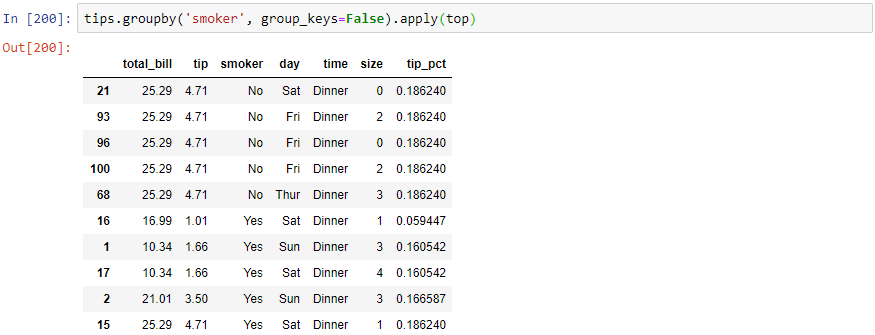 In [200]: tips.groupby('smoker', group_keys=False).apply(top)
Out[200]:
total_bill tip smoker day time size tip_pct
21 25.29 4.71 No Sat Dinner 0 0.186240
93 25.29 4.71 No Fri Dinner 2 0.186240
96 25.29 4.71 No Fri Dinner 0 0.186240
100 25.29 4.71 No Fri Dinner 2 0.186240
68 25.29 4.71 No Thur Dinner 3 0.186240
16 16.99 1.01 Yes Sat Dinner 1 0.059447
1 10.34 1.66 Yes Sun Dinner 3 0.160542
17 10.34 1.66 Yes Sat Dinner 4 0.160542
2 21.01 3.50 Yes Sun Dinner 3 0.166587
15 25.29 4.71 Yes Sat Dinner 1 0.186240